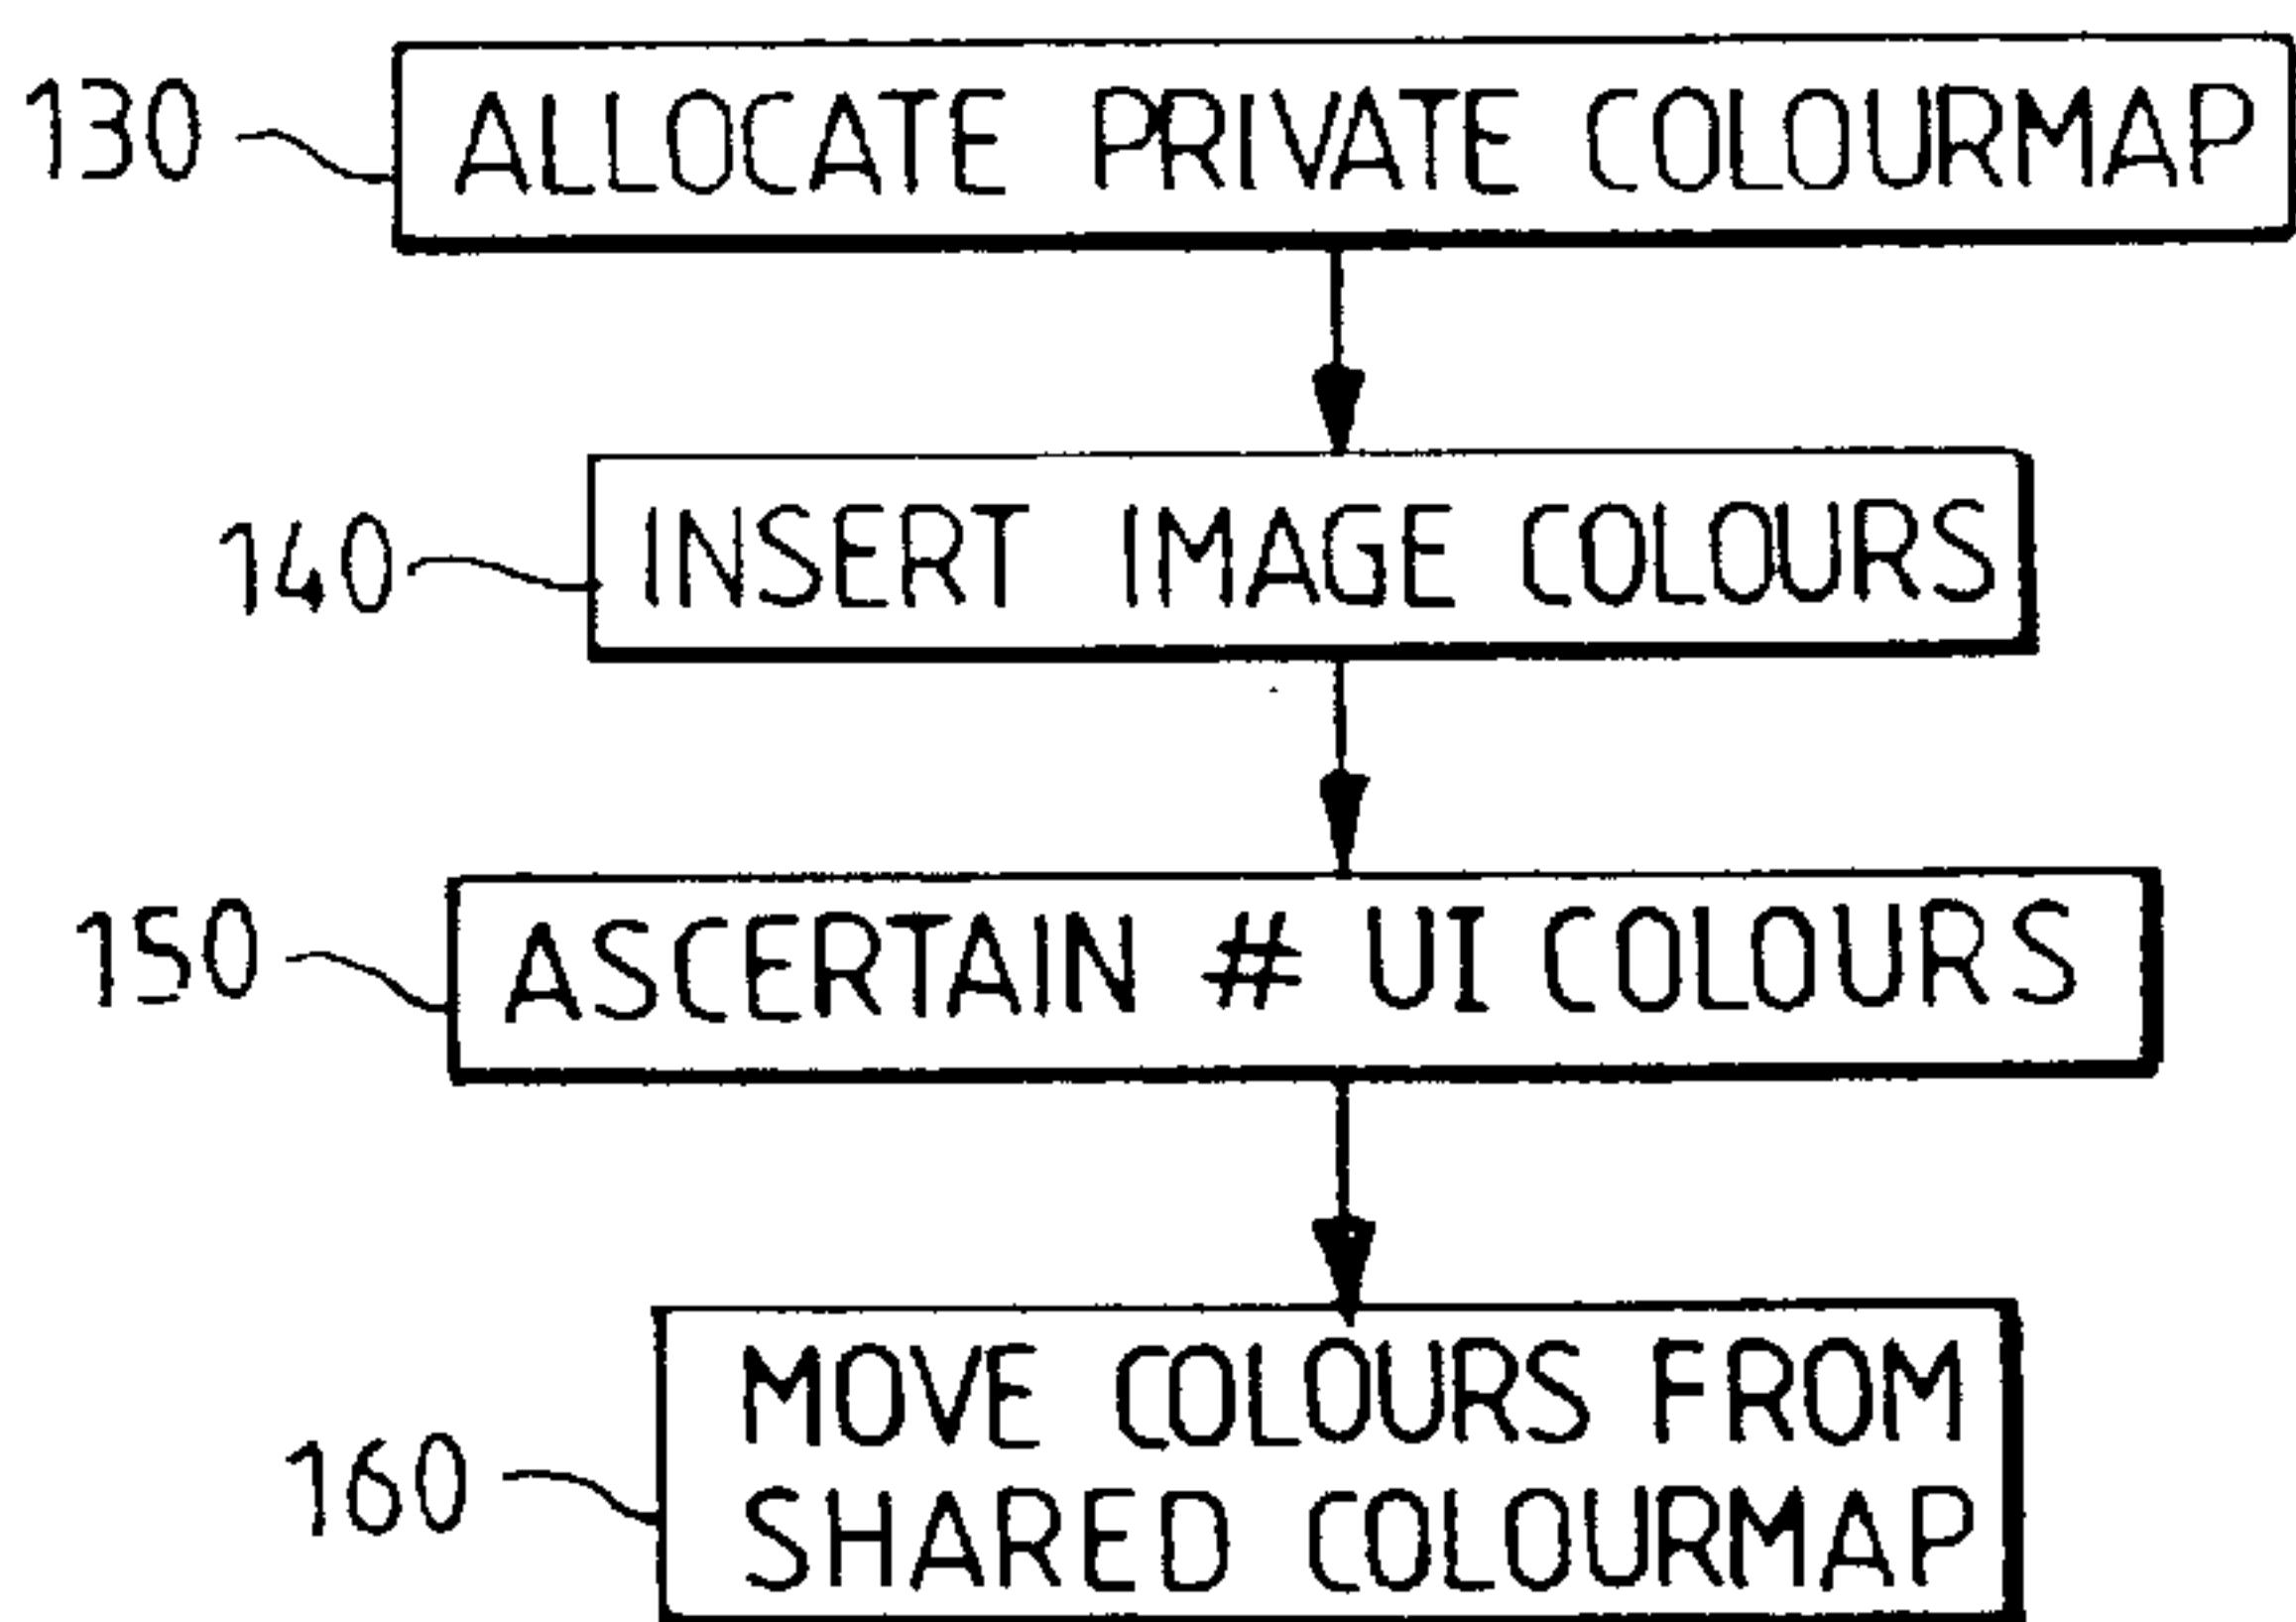 130 ALLOCATE PRIVATE COLOURMAP
140 INSERT IMAGE COLOURS
150 ASCERTAIN # UI COLOURS
160 MOVE COLOURS FROM
SHARED COLOURMAP